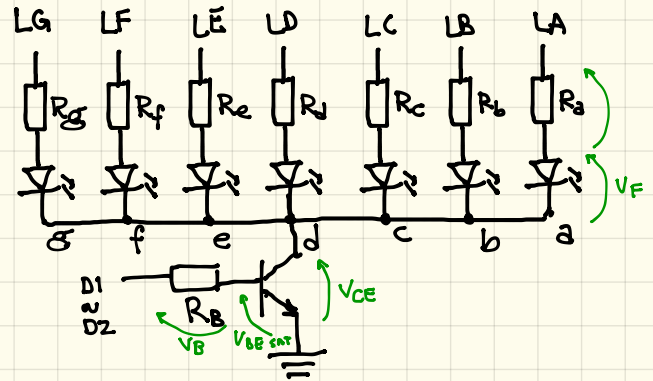 LG LF LE LD LC LB LA
Rg Rf Re Rd Rc Rb Ra
VF
g f e d c b a
D1
~
D2
RB
VB
VBE sat
VCE